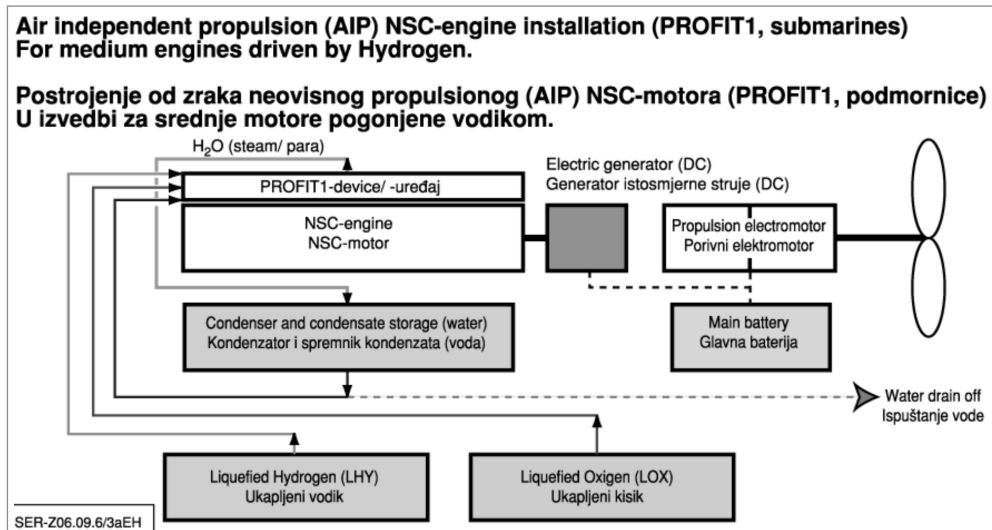 Air independent propulsion (AIP) NSC-engine installation (PROFIT1, submarines)
For medium engines driven by Hydrogen.
Postrojenje od zraka neovisnog propulsionog (AIP) NSC-motora (PROFIT1, podmornice)
U izvedbi za srednje motore pogonjene vodikom.
H₂O (steam/ para)
PROFIT1-device/ -uređaj
NSC-engine
NSC-motor
Electric generator (DC)
Generator istosmjerne struje (DC)
Propulsion electromotor
Porivni elektromotor
Condenser and condensate storage (water)
Kondenzator i spremnik kondenzata (voda)
Main battery
Glavna baterija
Water drain off
Ispuštanje vode
Liquefied Hydrogen (LHY)
Ukapljeni vodik
Liquefied Oxigen (LOX)
Ukapljeni kisik
SER-Z06.09.6/3aEH